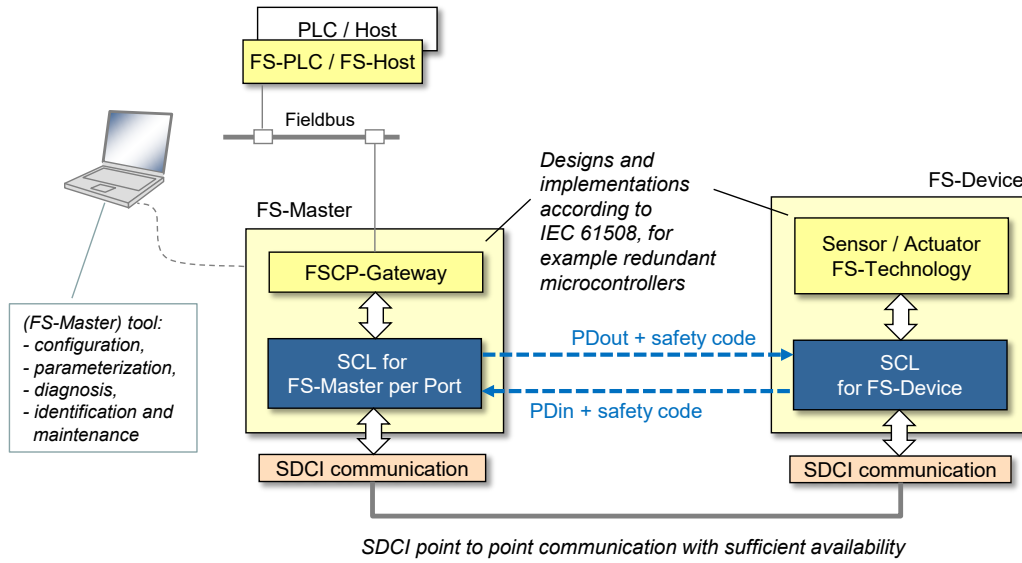 PLC / Host
FS-PLC / FS-Host
Fieldbus
Designs and
implementations
according to
IEC 61508, for
example redundant
microcontrollers
FS-Device
FS-Master
Sensor / Actuator
FS-Technology
FSCP-Gateway
(FS-Master) tool:
- configuration,
- parameterization,
- diagnosis,
- identification and
maintenance
SCL for
FS-Master per Port
PDout + safety code
PDin + safety code
SCL
for FS-Device
SDCI communication
SDCI communication
SDCI point to point communication with sufficient availability